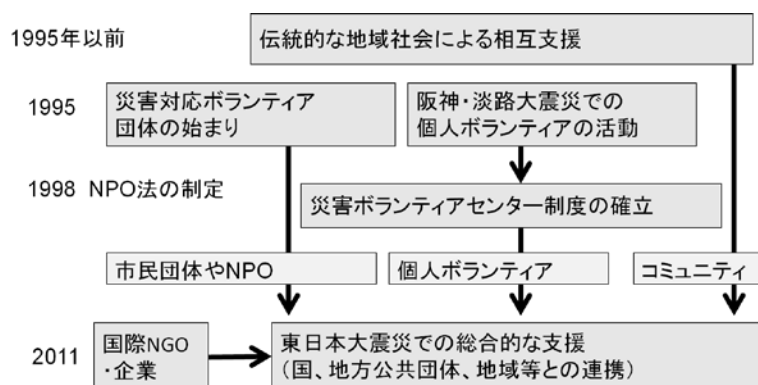 1995年以前
伝統的な地域社会による相互支援
1995
災害対応ボランティア
団体の始まり
阪神・淡路大震災での
個人ボランティアの活動
1998 NPO法の制定
災害ボランティアセンター制度の確立
市民団体やNPO
個人ボランティア
コミュニティ
2011
国際NGO
・企業
東日本大震災での総合的な支援
(国、地方公共団体、地域等との連携)